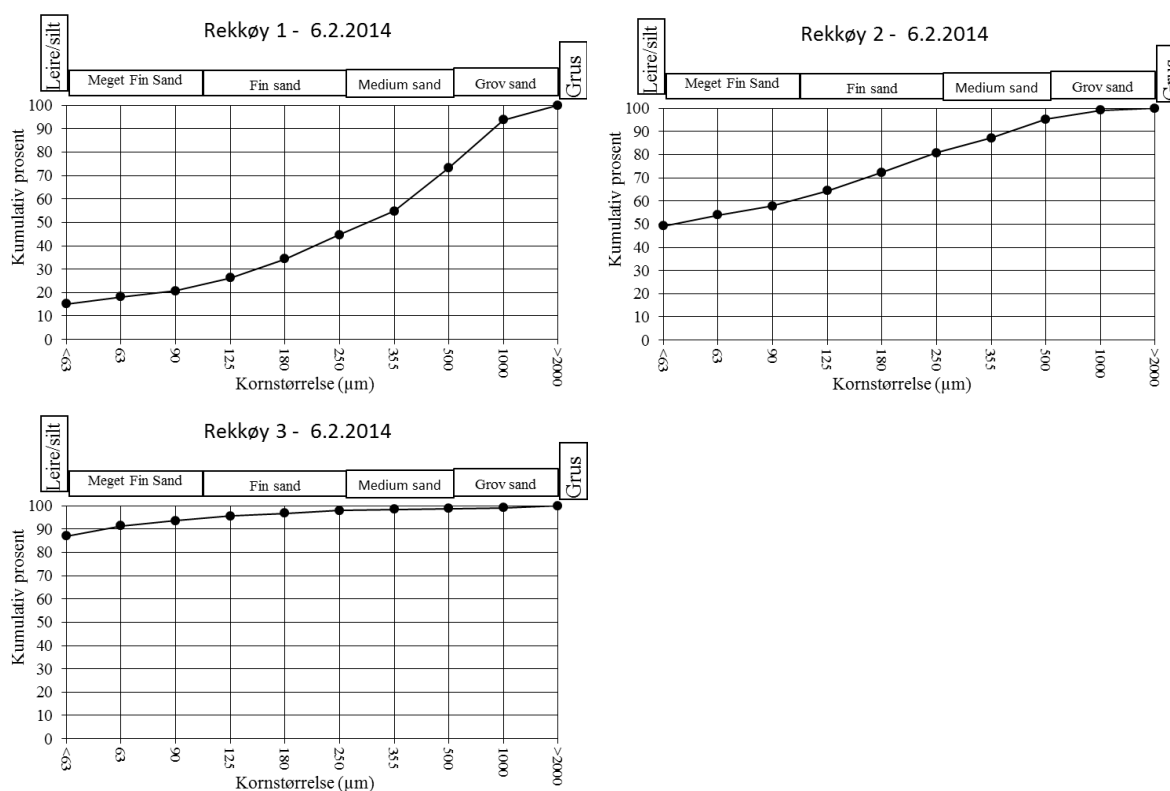 Rekkøy 1 - 6.2.2014
Leire/silt
Meget Fin Sand
Fin sand
Medium sand
Grov sand
Grus
Kumulativ prosent
100
90
80
70
60
50
40
30
20
10
0
<63
63
90
125
180
250
355
500
1000
>2000
Kornstørrelse (µm)
Rekkøy 2 - 6.2.2014
Leire/silt
Meget Fin Sand
Fin sand
Medium sand
Grov sand
Grus
Kumulativ prosent
100
90
80
70
60
50
40
30
20
10
0
<63
63
90
125
180
250
355
500
1000
>2000
Kornstørrelse (µm)
Rekkøy 3 - 6.2.2014
Leire/silt
Meget Fin Sand
Fin sand
Medium sand
Grov sand
Grus
Kumulativ prosent
100
90
80
70
60
50
40
30
20
10
0
<63
63
90
125
180
250
355
500
1000
>2000
Kornstørrelse (µm)